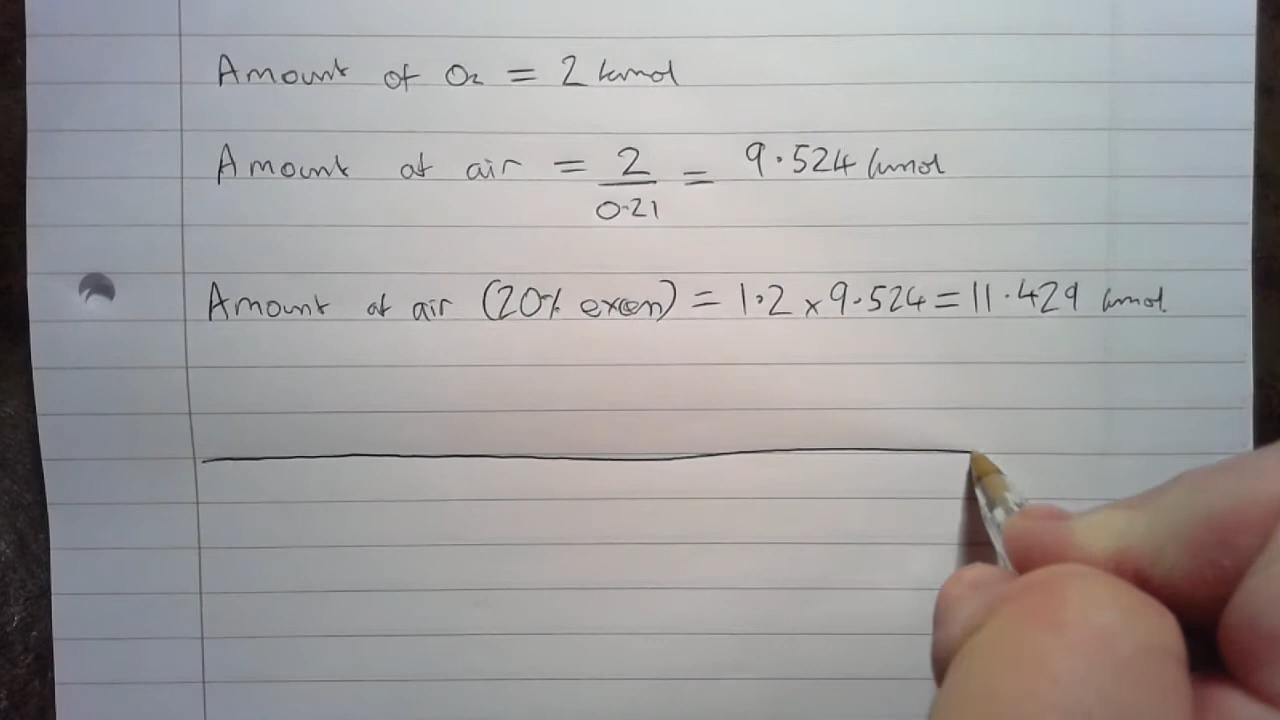 Amount of O₂ = 2 kmol
Amount of air = 2/0.21 = 9.524 kmol
Amount of air (20% excess) = 1.2 x 9.524 = 11.429 kmol